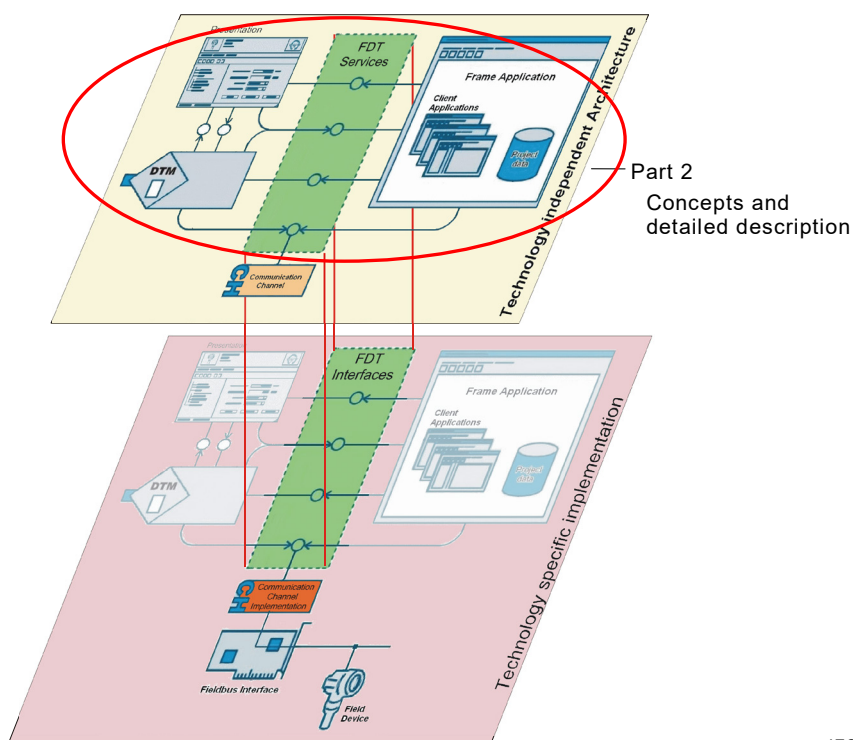 Presentation
FDT
Services
Frame Application
Client
Applications
Project
data
DTM
CH
Communication
Channel
Technology independent Architecture
Part 2
Concepts and
detailed description
Presentation
FDT
Interfaces
Frame Application
Client
Applications
Project
data
DTM
CH
Communication
Channel
Implementation
Fieldbus Interface
Field
Device
Technology specific implementation